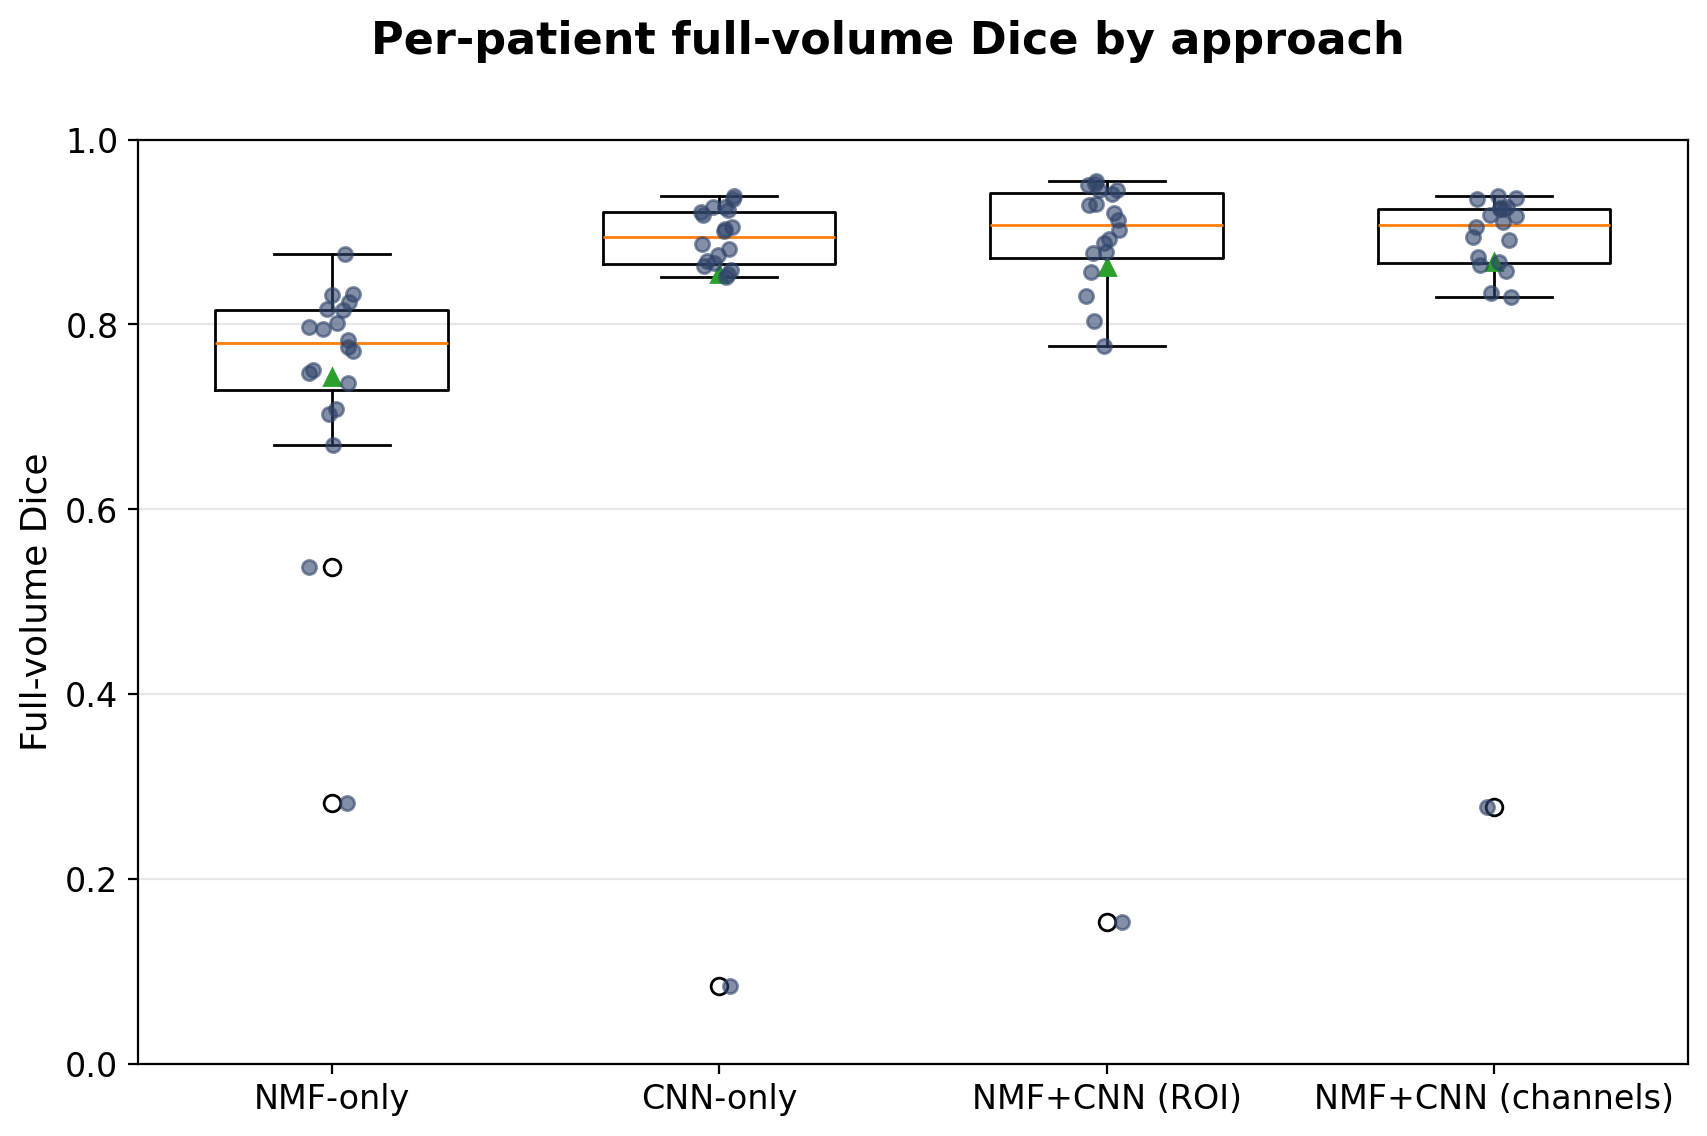 Per-patient full-volume Dice by approach
Full-volume Dice
1.0
0.8
0.6
0.4
0.2
0.0
NMF-only
CNN-only
NMF+CNN (ROI)
NMF+CNN (channels)